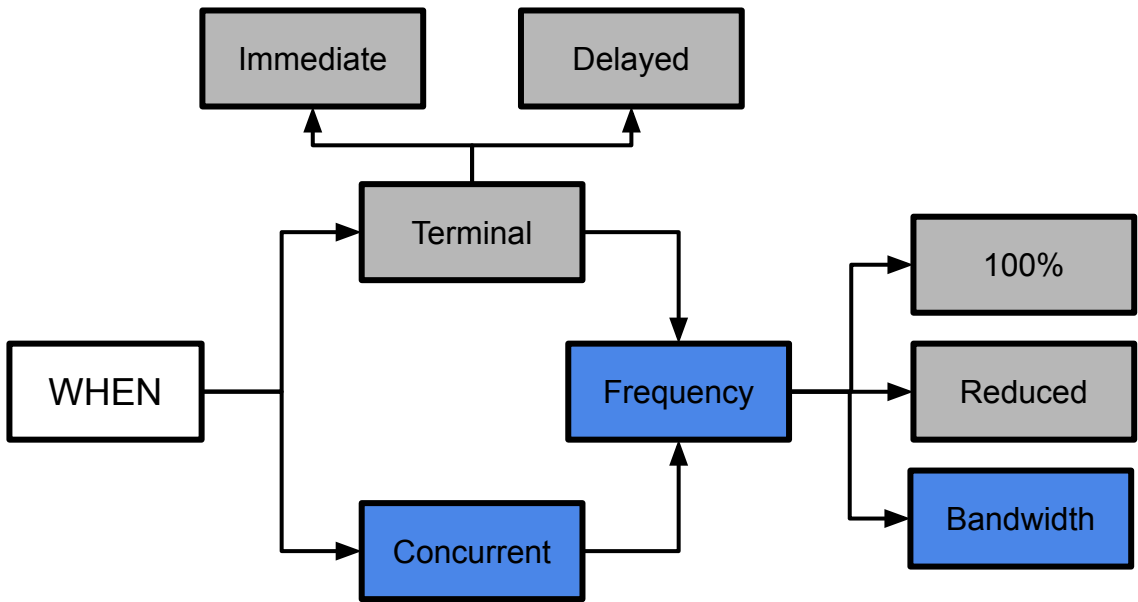 Immediate
Delayed
Terminal
100%
WHEN
Frequency
Reduced
Concurrent
Bandwidth